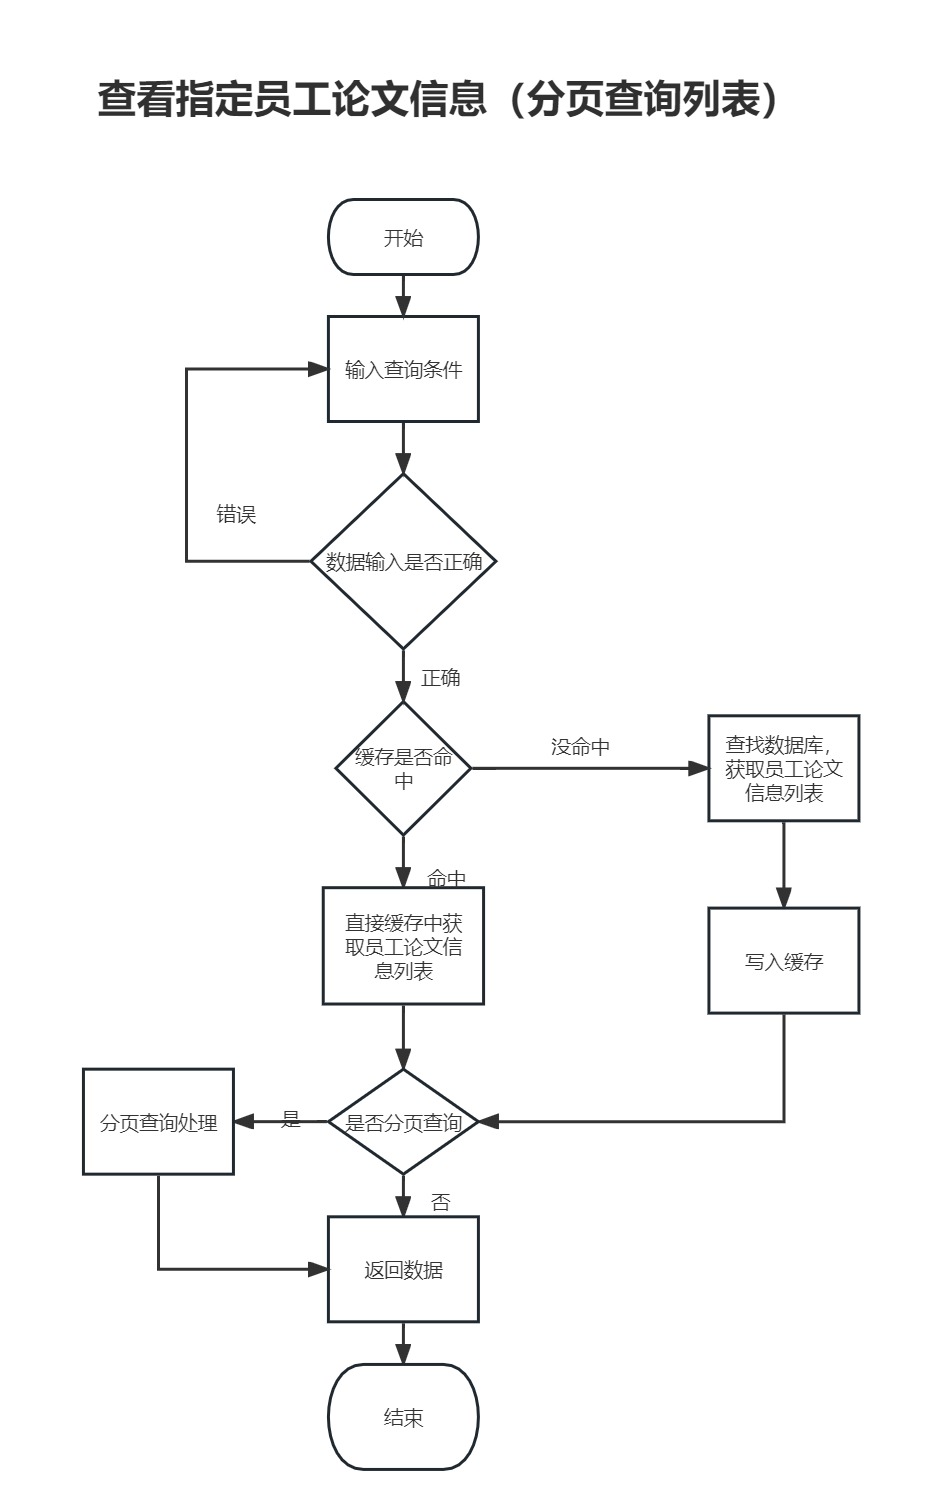 查看指定员工论文信息（分页查询列表）
开始
输入查询条件
错误
数据输入是否正确
正确
缓存是否命
中
没命中
查找数据库，
获取员工论文
信息列表
命中
直接缓存中获
取员工论文信
息列表
写入缓存
分页查询处理
是
是否分页查询
否
返回数据
结束